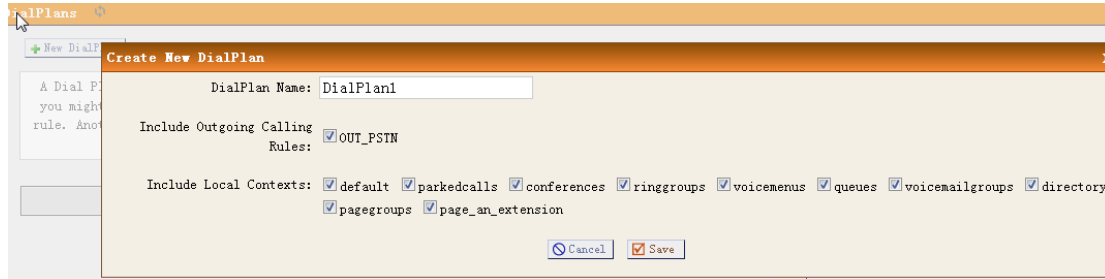 DialPlans
New DialP
Create New DialPlan
A Dial Pl
you might
rule. Anot
DialPlan Name: DialPlan1
Include Outgoing Calling Rules: OUT_PSTN
Include Local Contexts: default parkedcalls conferences ringgroups voicemenus queues voicemailgroups directory
pagegroups page_an_extension
Cancel Save